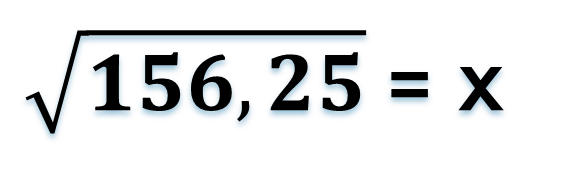 √156,25 = x